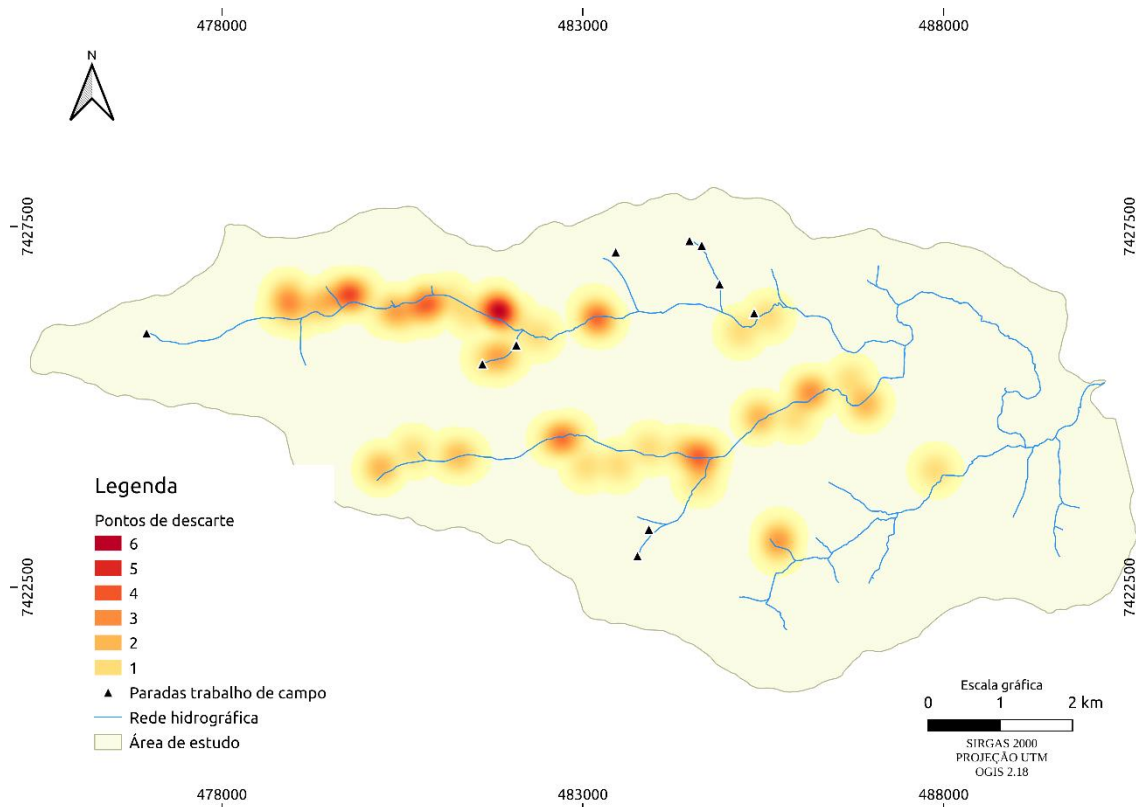 478000
483000
488000
N
7427500
7427500
Legenda
Pontos de descarte
6
5
4
3
2
1
Paradas trabalho de campo
Rede hidrográfica
Área de estudo
7422500
7422500
Escala gráfica
0 1 2 km
SIRGAS 2000
PROJEÇÃO UTM
QGIS 2.18
478000
483000
488000